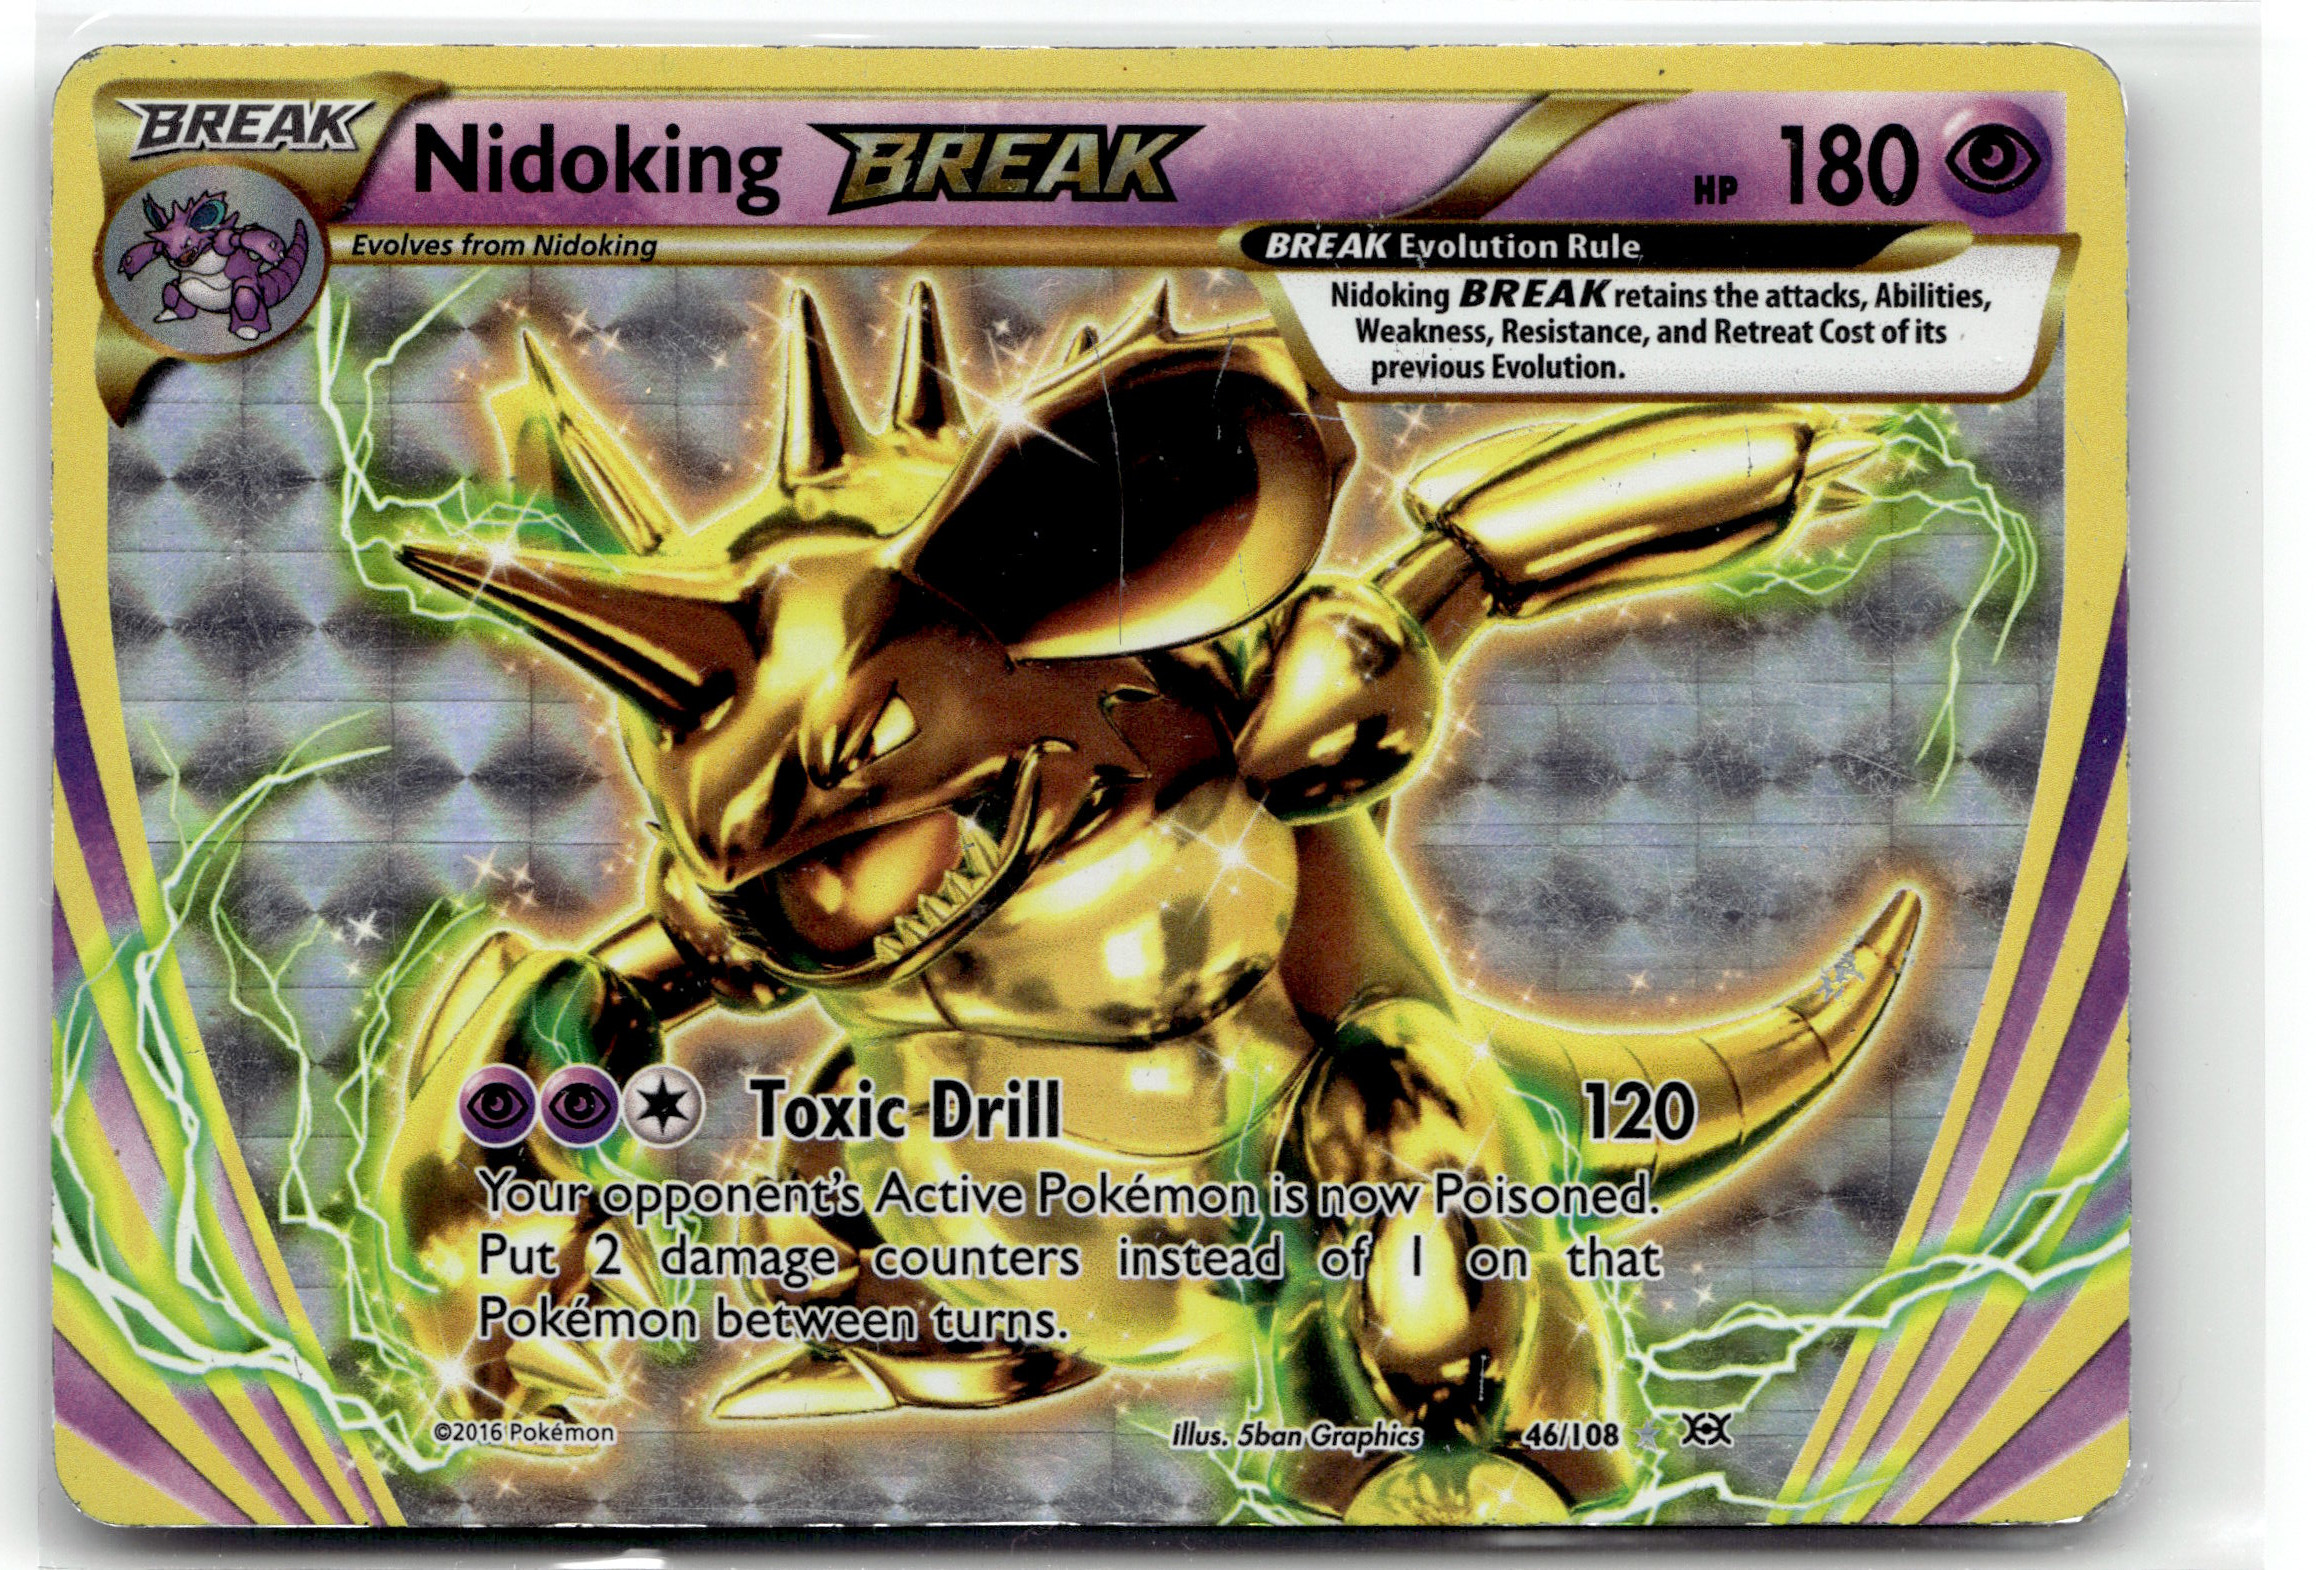 BREAK
Nidoking BREAK
HP 180
Evolves from Nidoking
BREAK Evolution Rule
Nidoking BREAK retains the attacks, Abilities,
Weakness, Resistance, and Retreat Cost of its
previous Evolution.
Toxic Drill 120
Your opponent's Active Pokémon is now Poisoned.
Put 2 damage counters instead of 1 on that
Pokémon between turns.
©2016 Pokémon
Illus. 5ban Graphics 46/108